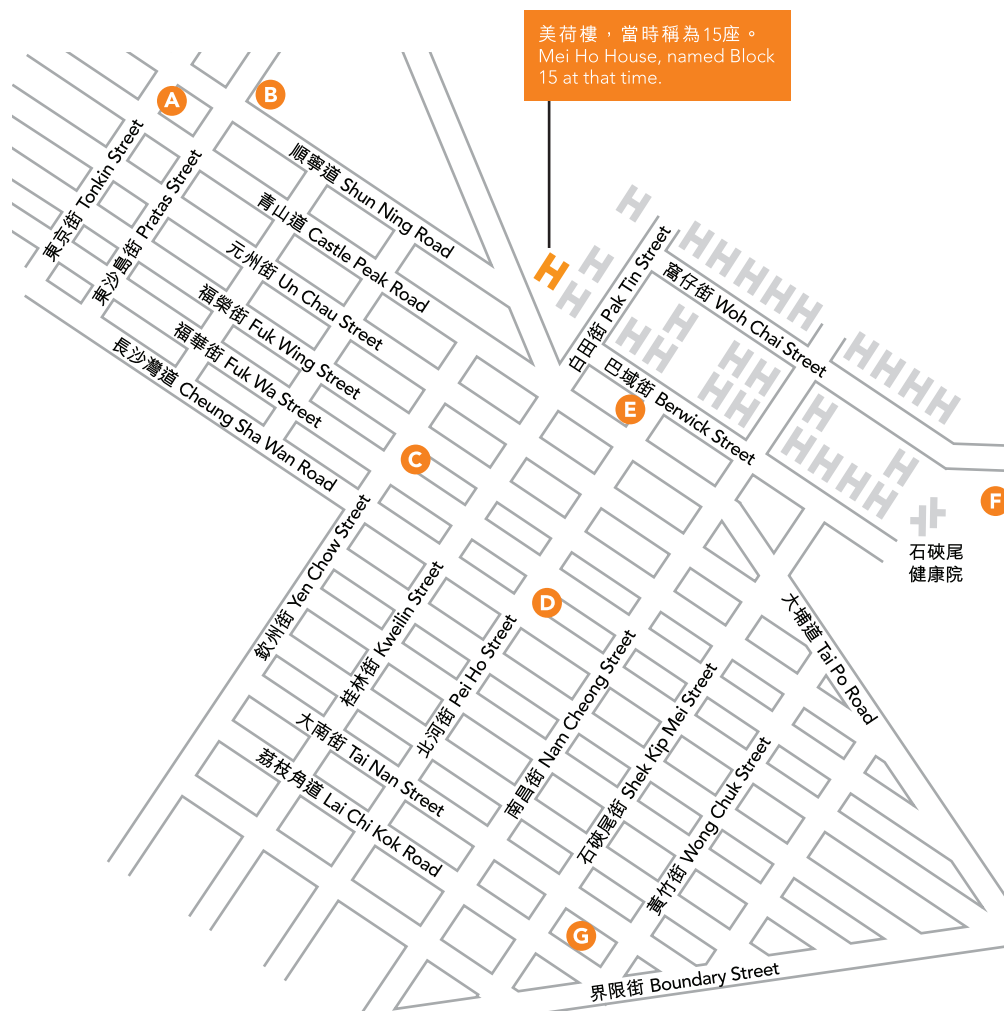 美荷樓，當時稱為15座。
Mei Ho House, named Block
15 at that time.
A
B
東京街 Tonkin Street
東沙島街 Pratas Street
順寧道 Shun Ning Road
青山道 Castle Peak Road
元州街 Un Chau Street
福榮街 Fuk Wing Street
福華街 Fuk Wa Street
長沙灣道 Cheung Sha Wan Road
白田街 Pak Tin Street
窩仔街 Woh Chai Street
巴域街 Berwick Street
E
C
F
石硤尾
健康院
D
欽州街 Yen Chow Street
桂林街 Kweilin Street
北河街 Pei Ho Street
南昌街 Nam Cheong Street
石硤尾街 Shek Kip Mei Street
黃竹街 Wong Chuk Street
大埔道 Tai Po Road
大南街 Tai Nan Street
荔枝角道 Lai Chi Kok Road
G
界限街 Boundary Street